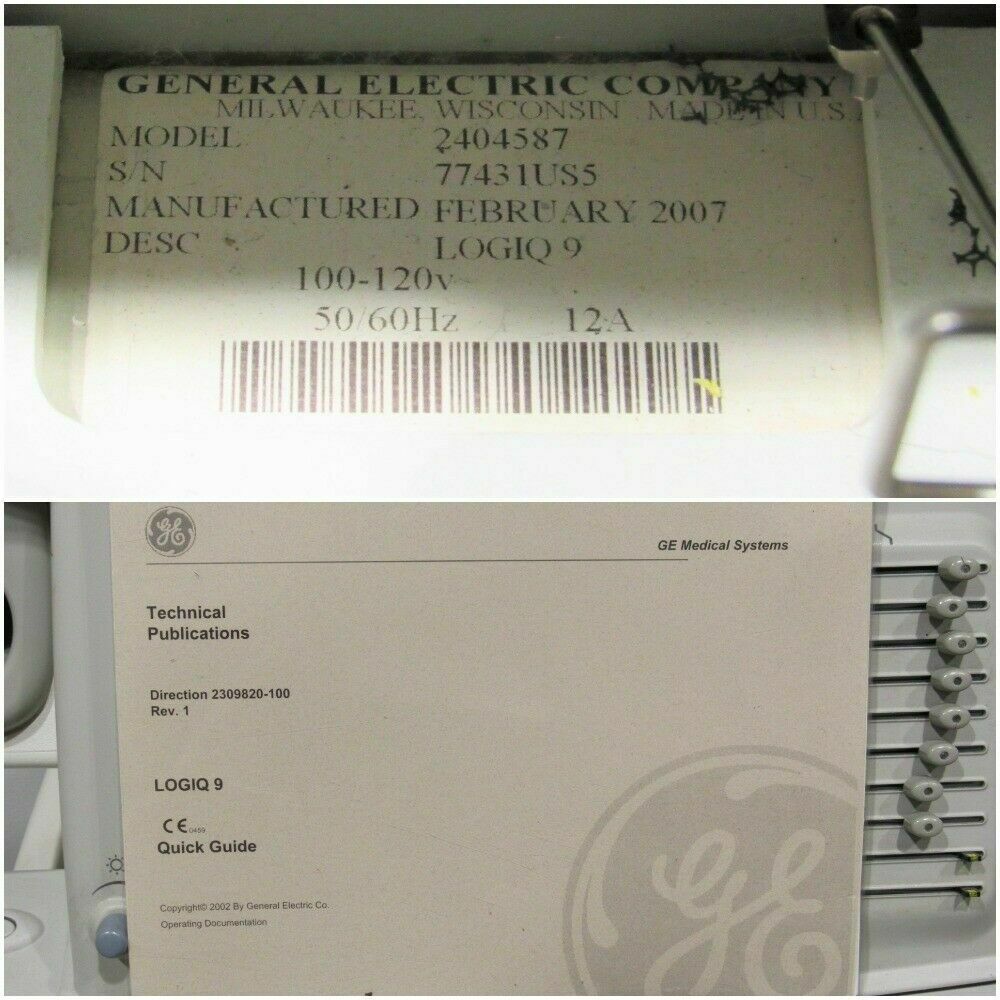 GENERAL ELECTRIC COMPANY
MILWAUKEE, WISCONSIN MADE IN U.S.A
MODEL 2404587
S/N 77431US5
MANUFACTURED FEBRUARY 2007
DESC LOGIQ 9
100-120v
50/60Hz 12A
GE
GE Medical Systems
Technical
Publications
Direction 2309820-100
Rev. 1
LOGIQ 9
CE 0459
Quick Guide
Copyright© 2002 By General Electric Co.
Operating Documentation
GE